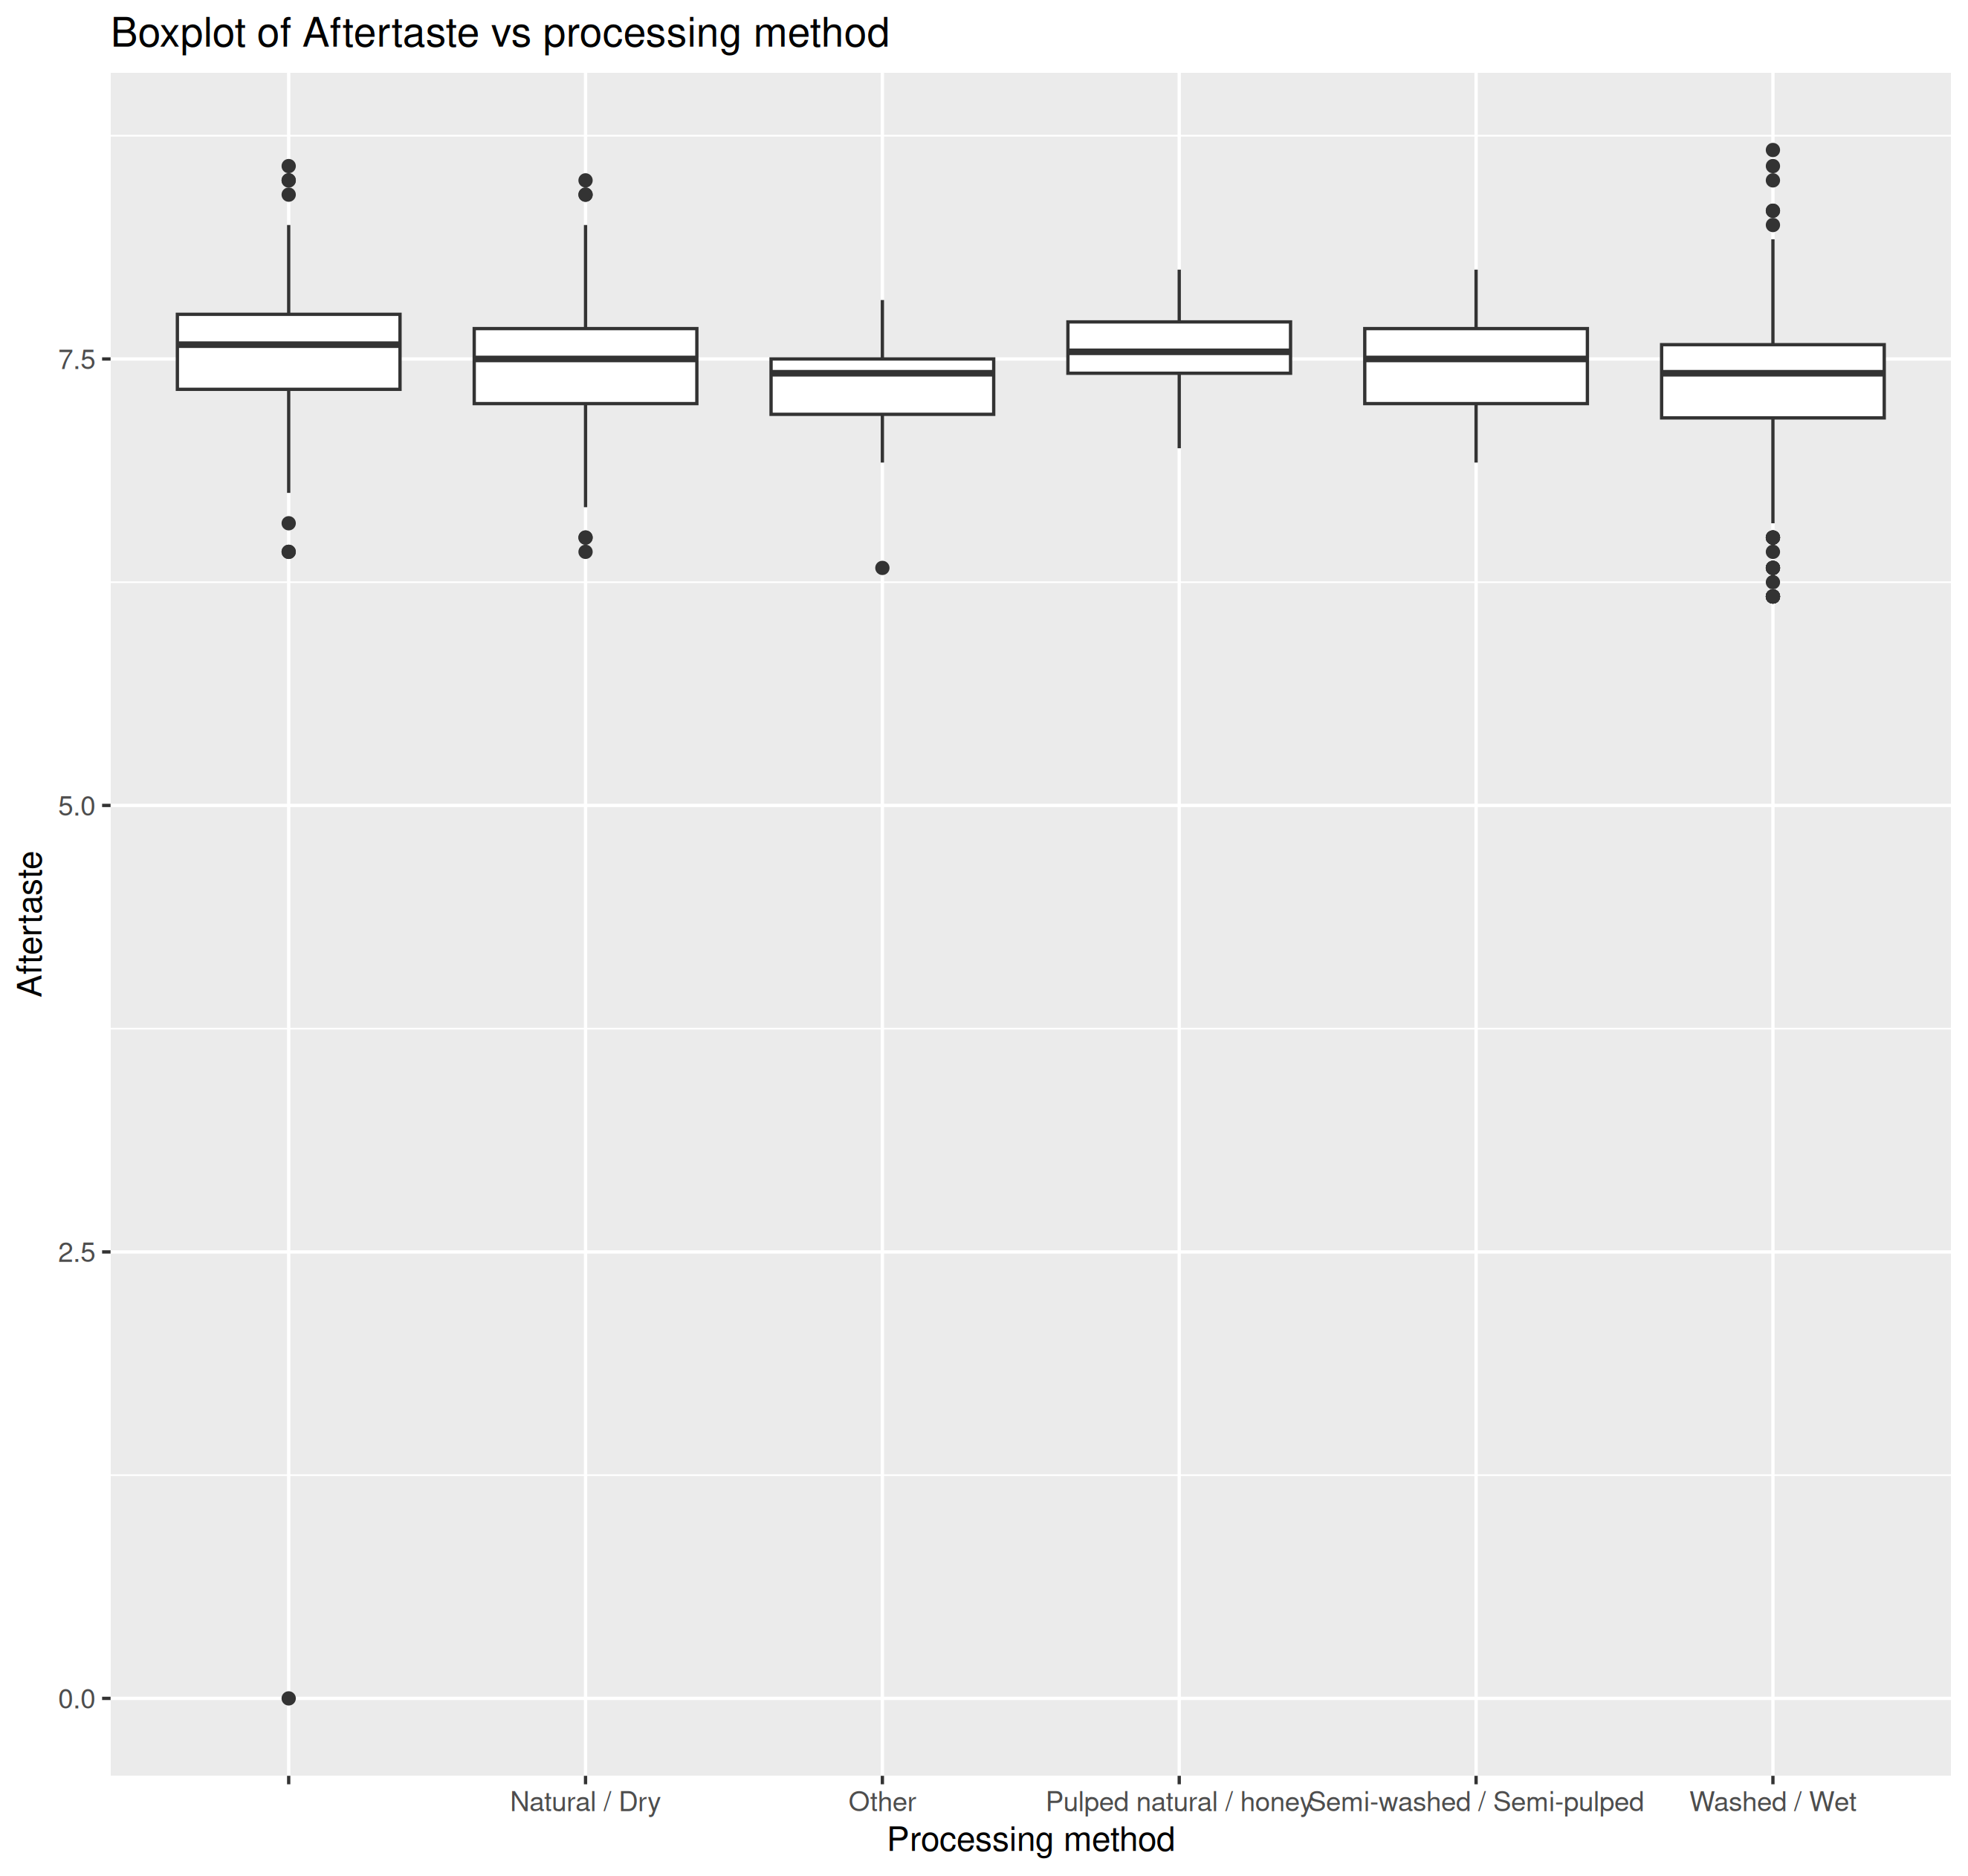 Boxplot of Aftertaste vs processing method
7.5
5.0
2.5
0.0
Aftertaste
Natural / Dry
Other
Pulped natural / honey
Semi-washed / Semi-pulped
Washed / Wet
Processing method